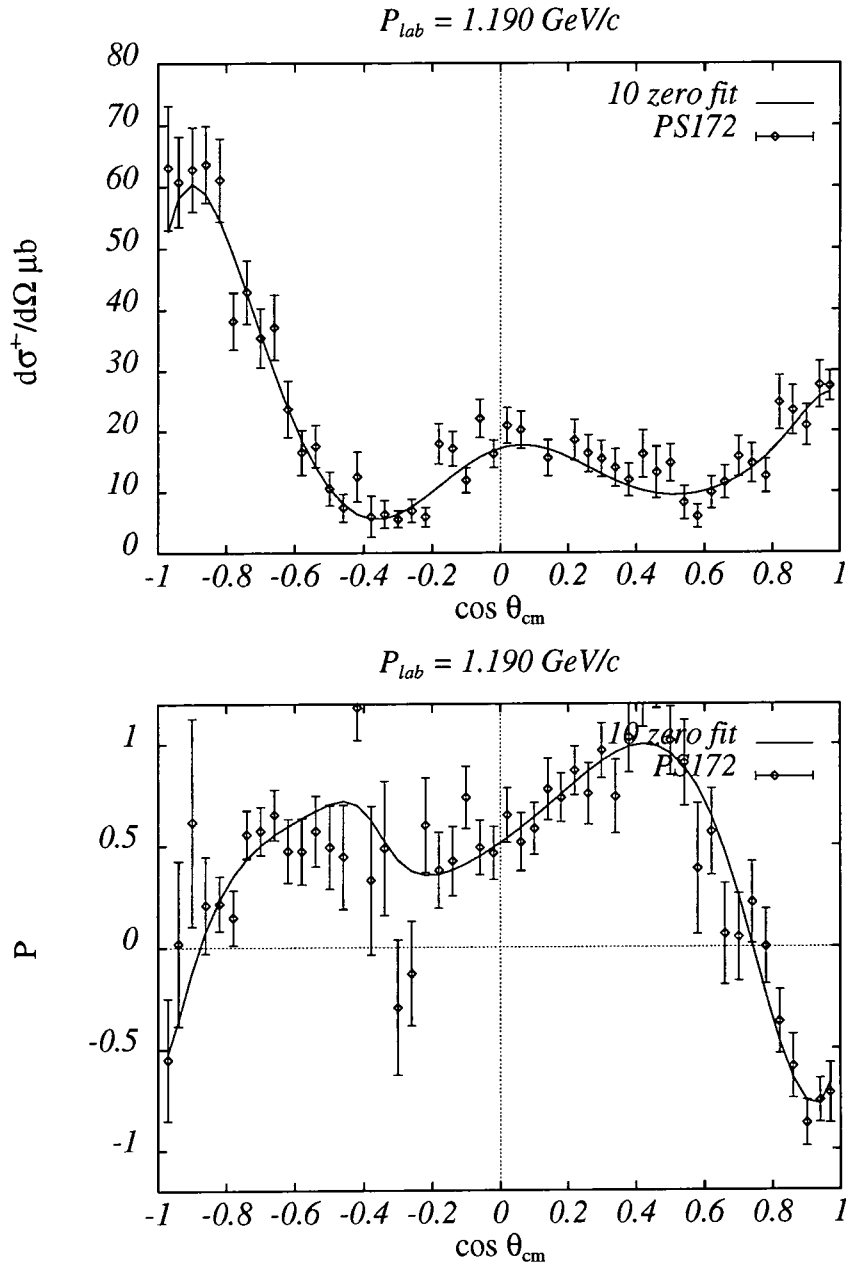 P_lab = 1.190 GeV/c
80
70
60
50
40
30
20
10
0
dσ⁺/dΩ μb
10 zero fit
PS172
-1 -0.8 -0.6 -0.4 -0.2 0 0.2 0.4 0.6 0.8 1
cos θ_cm
P_lab = 1.190 GeV/c
1
0.5
0
-0.5
-1
P
10 zero fit
PS172
-1 -0.8 -0.6 -0.4 -0.2 0 0.2 0.4 0.6 0.8 1
cos θ_cm